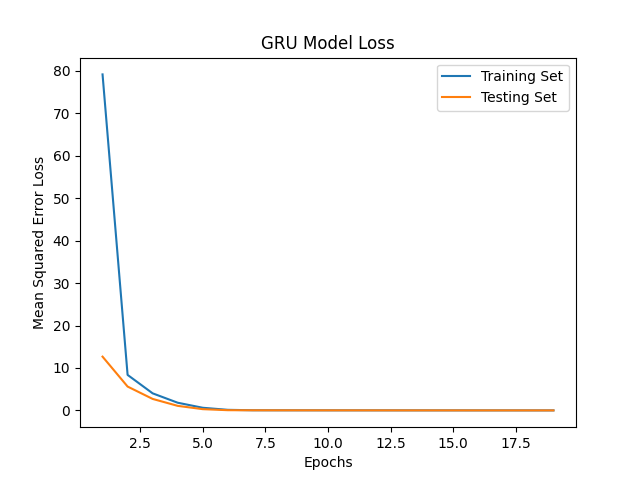 GRU Model Loss
Training Set
Testing Set
Mean Squared Error Loss
80
70
60
50
40
30
20
10
0
2.5 5.0 7.5 10.0 12.5 15.0 17.5
Epochs